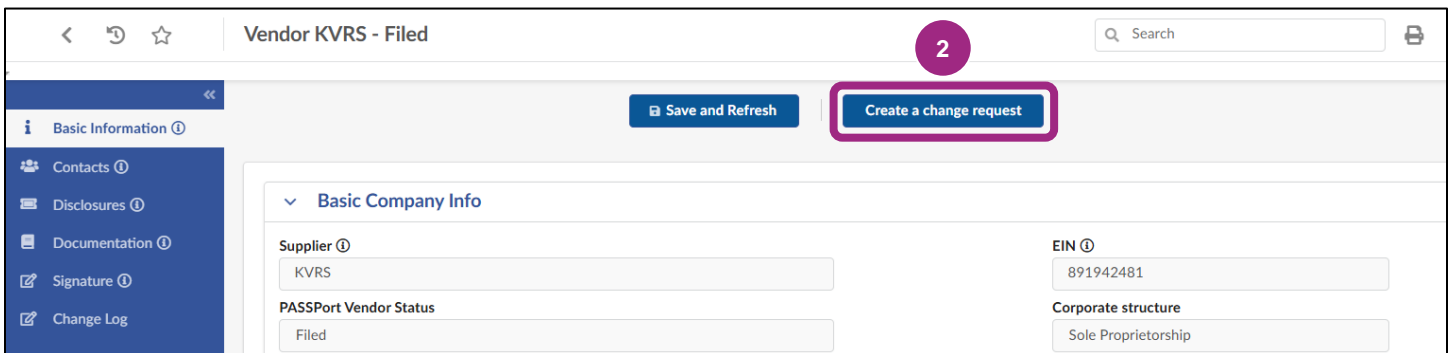 Vendor KVRS - Filed
Search
2
Save and Refresh
Create a change request
Basic Information
Contacts
Disclosures
Documentation
Signature
Change Log
Basic Company Info
Supplier
EIN
KVRS
891942481
PASSPort Vendor Status
Corporate structure
Filed
Sole Proprietorship